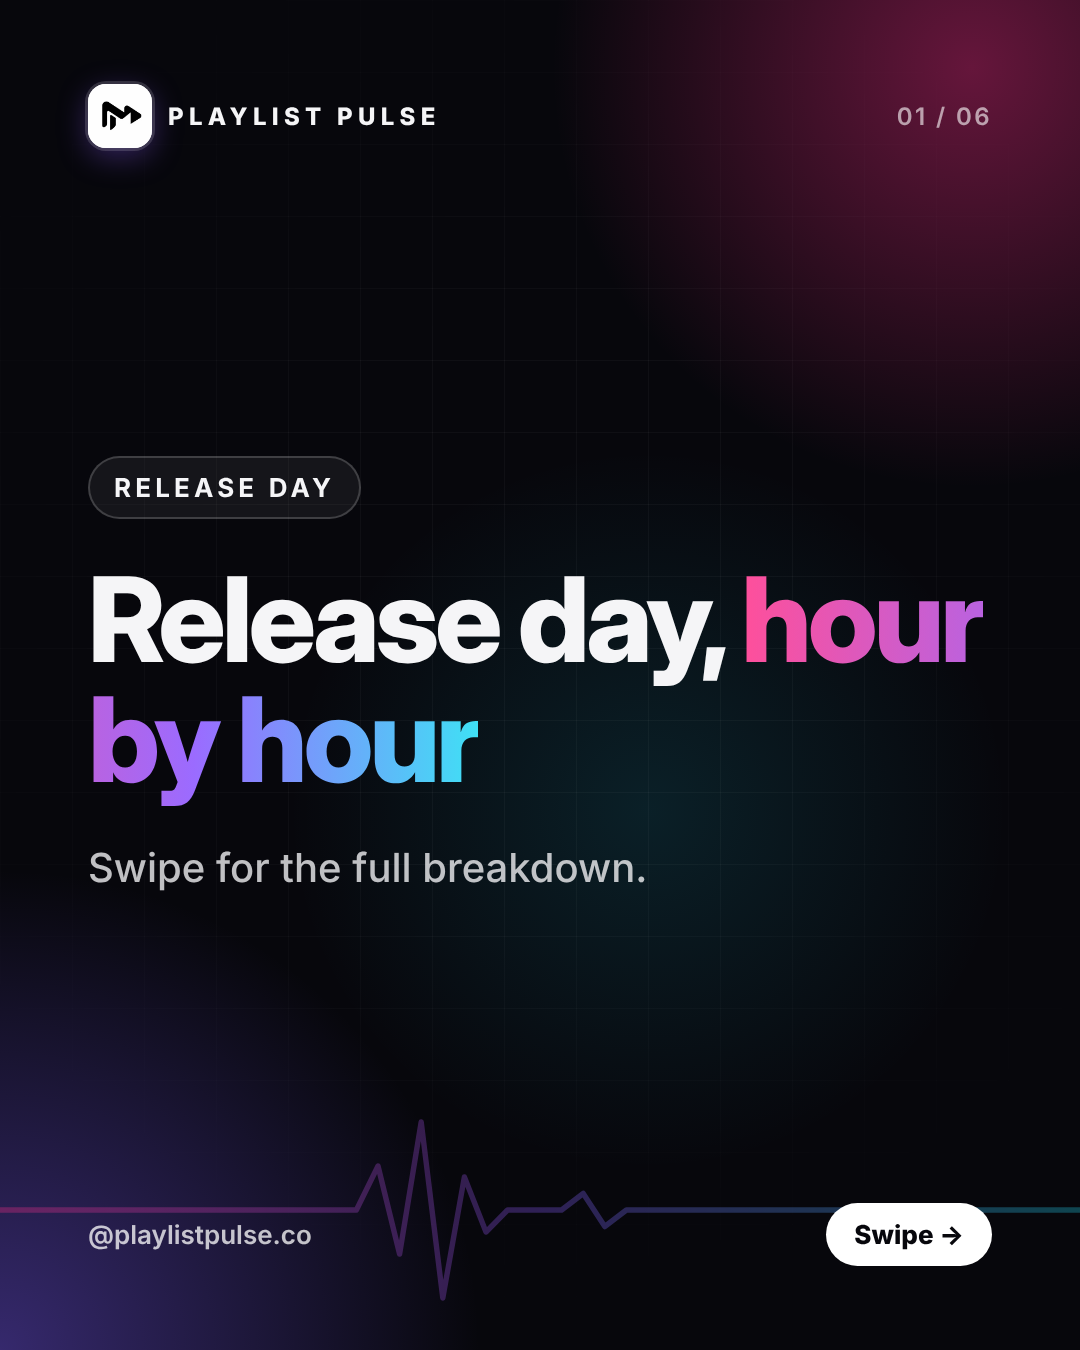 PLAYLIST PULSE
01 / 06
RELEASE DAY
Release day, hour
by hour
Swipe for the full breakdown.
@playlistpulse.co
Swipe →